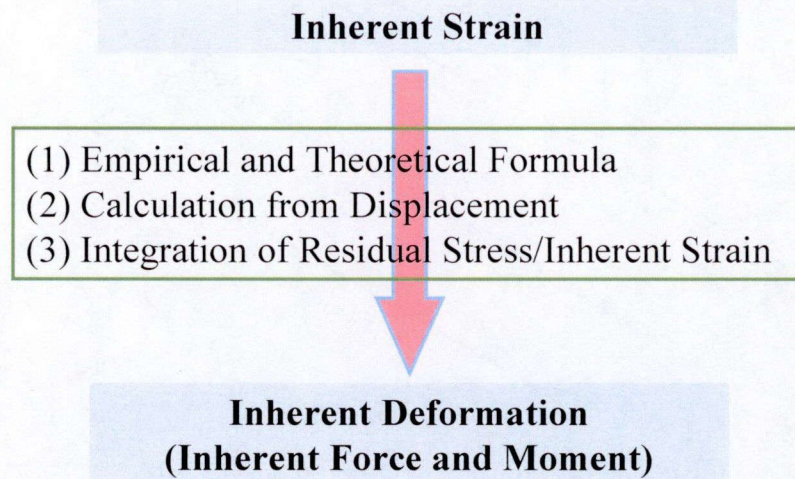 Inherent Strain
(1) Empirical and Theoretical Formula
(2) Calculation from Displacement
(3) Integration of Residual Stress/Inherent Strain
Inherent Deformation
(Inherent Force and Moment)